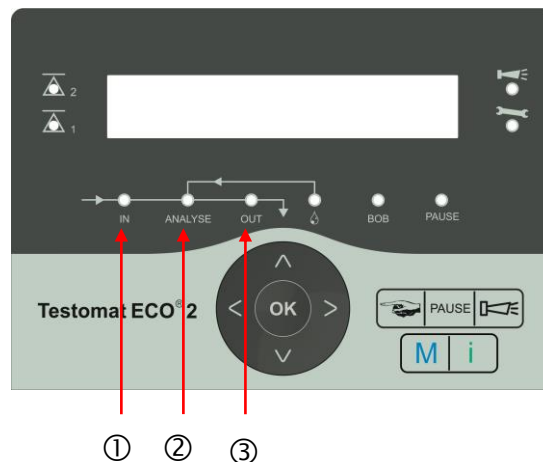 2
1
IN ANALYSE OUT BOB PAUSE
Testomat ECO® 2
< OK >
PAUSE
M i
① ② ③